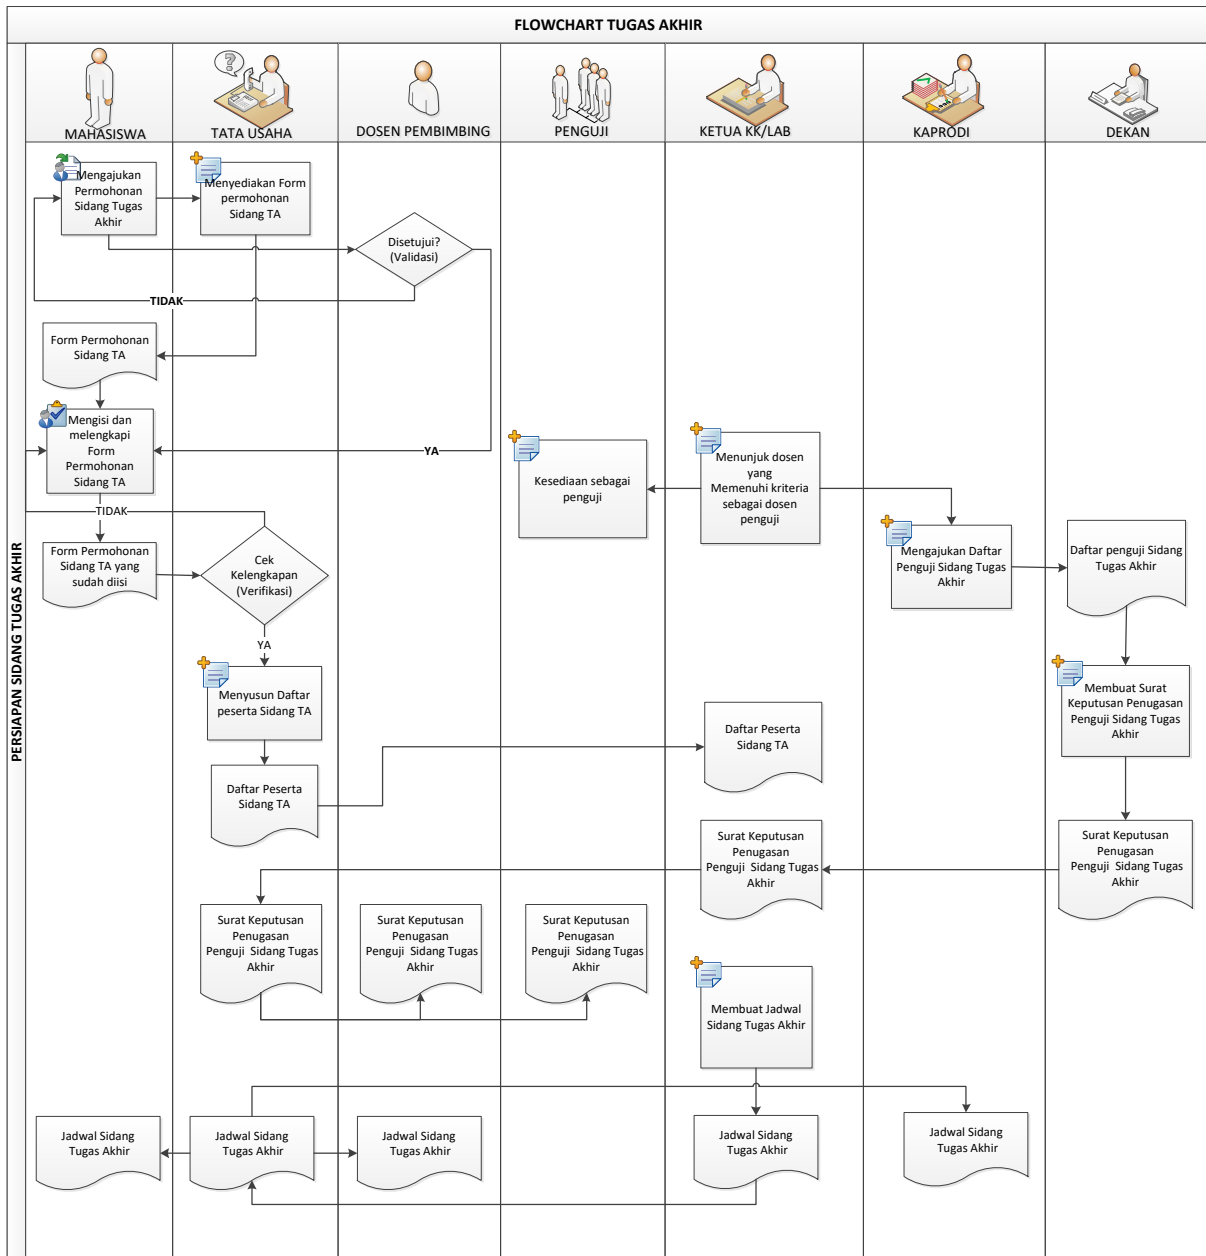 FLOWCHART TUGAS AKHIR
MAHASISWA
TATA USAHA
DOSEN PEMBIMBING
PENGUJI
KETUA KK/LAB
KAPRODI
DEKAN
PERSIAPAN SIDANG TUGAS AKHIR
Mengajukan
Permohonan
Sidang Tugas
Akhir
Menyediakan Form
permohonan
Sidang TA
Disetujui?
(Validasi)
TIDAK
Form Permohonan
Sidang TA
Mengisi dan
melengkapi
Form
Permohonan
Sidang TA
YA
Kesediaan sebagai
penguji
Menunjuk dosen
yang
Memenuhi kriteria
sebagai dosen
penguji
TIDAK
Form Permohonan
Sidang TA yang
sudah diisi
Cek
Kelengkapan
(Verifikasi)
Mengajukan Daftar
Penguji Sidang Tugas
Akhir
Daftar penguji Sidang
Tugas Akhir
YA
Menyusun Daftar
peserta Sidang TA
Membuat Surat
Keputusan Penugasan
Penguji Sidang Tugas
Akhir
Daftar Peserta
Sidang TA
Daftar Peserta
Sidang TA
Surat Keputusan
Penugasan
Penguji  Sidang Tugas
Akhir
Surat Keputusan
Penugasan
Penguji  Sidang Tugas
Akhir
Surat Keputusan
Penugasan
Penguji  Sidang Tugas
Akhir
Surat Keputusan
Penugasan
Penguji  Sidang Tugas
Akhir
Surat Keputusan
Penugasan
Penguji  Sidang Tugas
Akhir
Membuat Jadwal
Sidang Tugas Akhir
Jadwal Sidang
Tugas Akhir
Jadwal Sidang
Tugas Akhir
Jadwal Sidang
Tugas Akhir
Jadwal Sidang
Tugas Akhir
Jadwal Sidang
Tugas Akhir